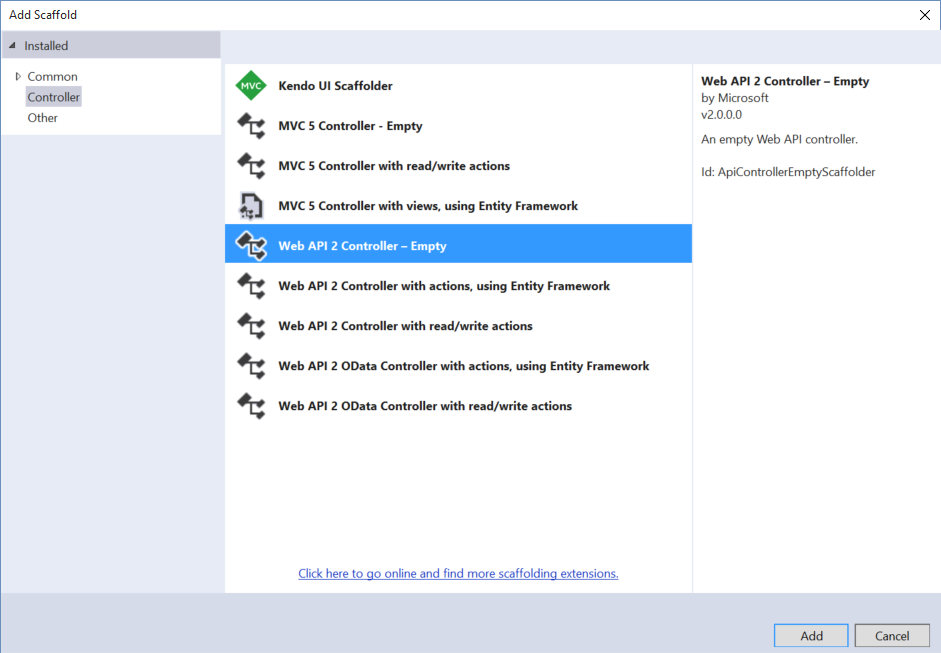 Add Scaffold
Installed
Common
Controller
Other
MVC
Kendo UI Scaffolder
MVC 5 Controller - Empty
MVC 5 Controller with read/write actions
MVC 5 Controller with views, using Entity Framework
Web API 2 Controller – Empty
Web API 2 Controller with actions, using Entity Framework
Web API 2 Controller with read/write actions
Web API 2 OData Controller with actions, using Entity Framework
Web API 2 OData Controller with read/write actions
Click here to go online and find more scaffolding extensions.
Web API 2 Controller – Empty
by Microsoft
v2.0.0.0
An empty Web API controller.
Id: ApiControllerEmptyScaffolder
Add
Cancel